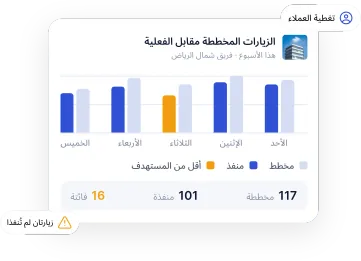 تغطية العملاء
الزيارات المخططة مقابل الفعلية
هذا الأسبوع · فريق شمال الرياض
الأحد الإثنين الثلاثاء الأربعاء الخميس
مخطط منفذ أقل من المستهدف
117 مخططة 101 منفذة 16 فائتة
زيارتان لم تُنفذا